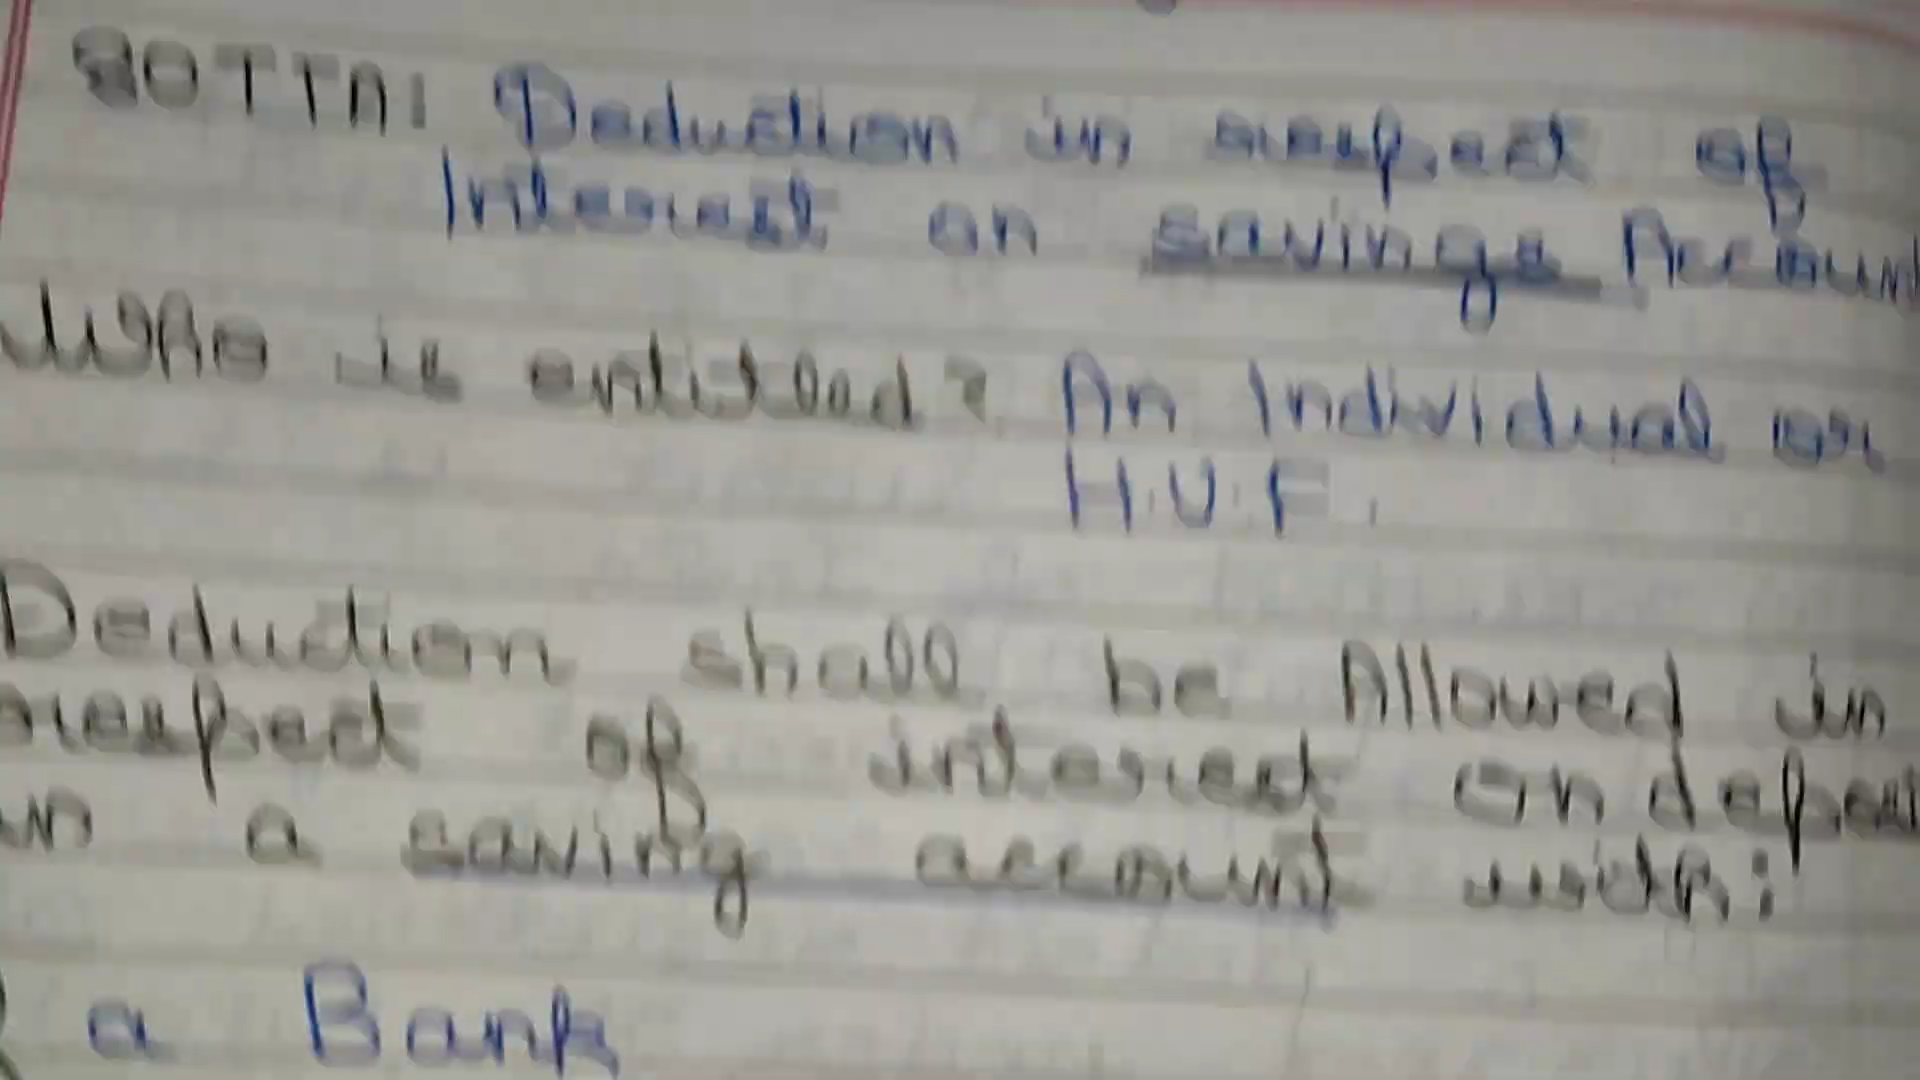 80TTA: Deduction in respect of
Interest on savings Account
Who is entitled? An Individual or
H.U.F.
Deduction shall be Allowed in
respect of interest on deposit
in a saving account with:
a Bank